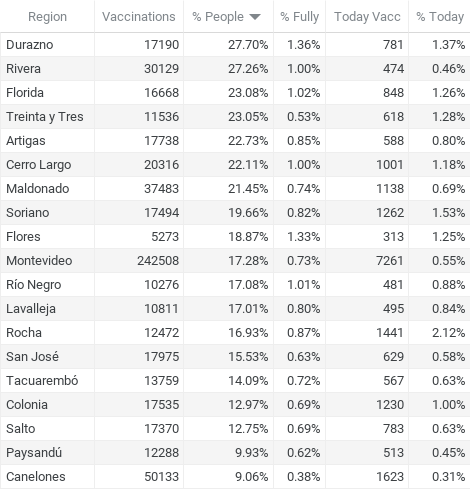 Region Vaccinations % People % Fully Today Vacc % Today
Durazno 17190 27.70% 1.36% 781 1.37%
Rivera 30129 27.26% 1.00% 474 0.46%
Florida 16668 23.08% 1.02% 848 1.26%
Treinta y Tres 11536 23.05% 0.53% 618 1.28%
Artigas 17738 22.73% 0.85% 588 0.80%
Cerro Largo 20316 22.11% 1.00% 1001 1.18%
Maldonado 37483 21.45% 0.74% 1138 0.69%
Soriano 17494 19.66% 0.82% 1262 1.53%
Flores 5273 18.87% 1.33% 313 1.25%
Montevideo 242508 17.28% 0.73% 7261 0.55%
Río Negro 10276 17.08% 1.01% 481 0.88%
Lavalleja 10811 17.01% 0.80% 495 0.84%
Rocha 12472 16.93% 0.87% 1441 2.12%
San José 17975 15.53% 0.63% 629 0.58%
Tacuarembó 13759 14.09% 0.72% 567 0.63%
Colonia 17535 12.97% 0.69% 1230 1.00%
Salto 17370 12.75% 0.69% 783 0.63%
Paysandú 12288 9.93% 0.62% 513 0.45%
Canelones 50133 9.06% 0.38% 1623 0.31%